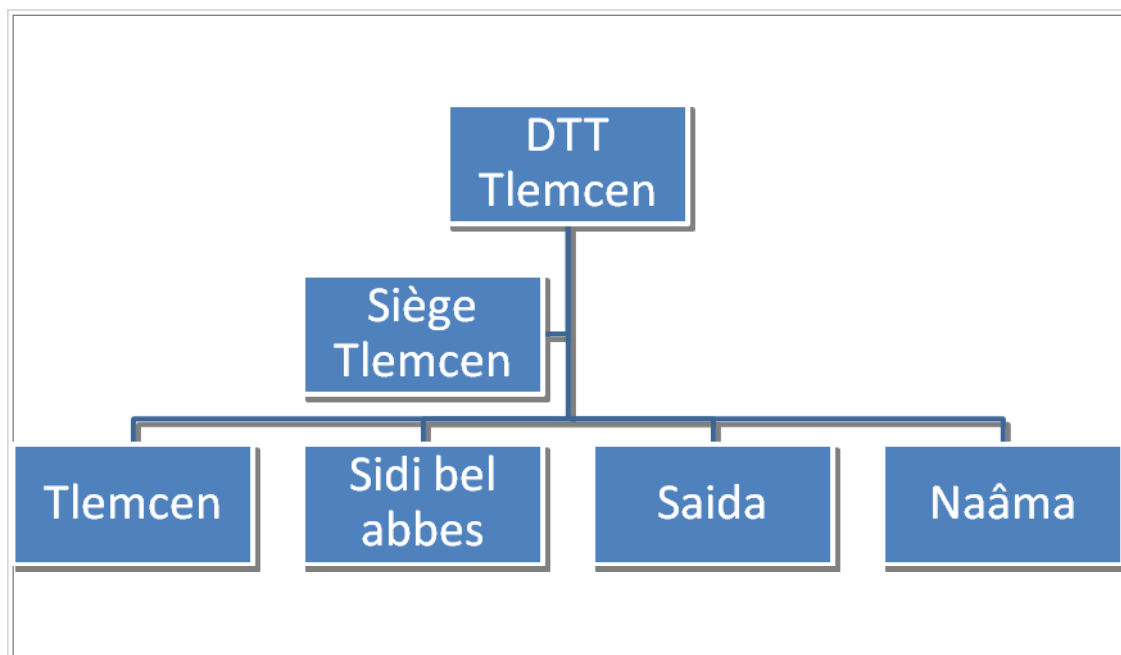 DTT
Tlemcen
Siège
Tlemcen
Tlemcen
Sidi bel
abbes
Saida
Naâma